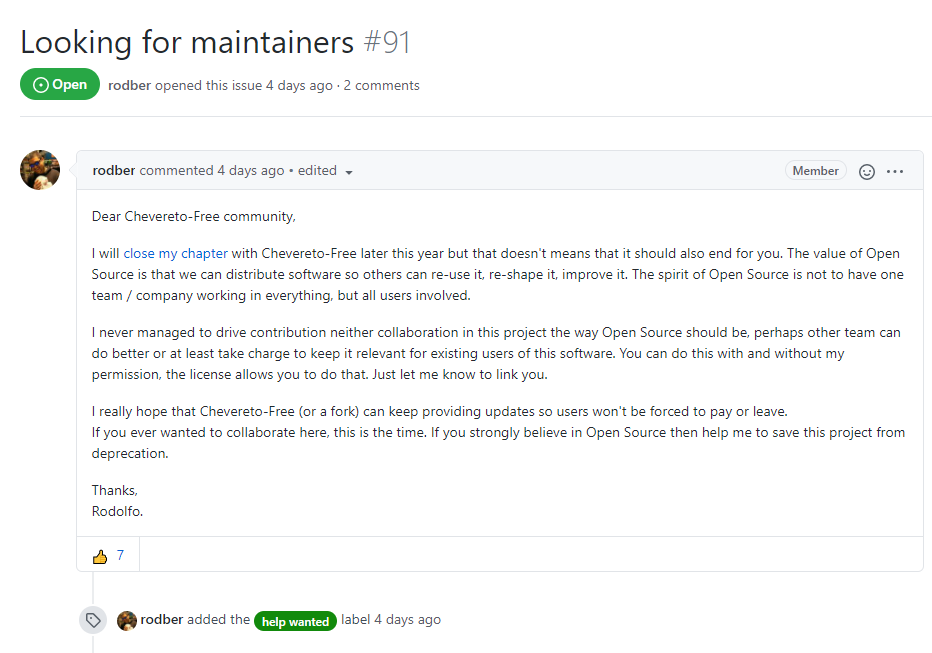 Looking for maintainers #91
Open rodber opened this issue 4 days ago · 2 comments
rodber commented 4 days ago • edited Member
Dear Chevereto-Free community,
I will close my chapter with Chevereto-Free later this year but that doesn't means that it should also end for you. The value of Open
Source is that we can distribute software so others can re-use it, re-shape it, improve it. The spirit of Open Source is not to have one
team / company working in everything, but all users involved.
I never managed to drive contribution neither collaboration in this project the way Open Source should be, perhaps other team can
do better or at least take charge to keep it relevant for existing users of this software. You can do this with and without my
permission, the license allows you to do that. Just let me know to link you.
I really hope that Chevereto-Free (or a fork) can keep providing updates so users won't be forced to pay or leave.
If you ever wanted to collaborate here, this is the time. If you strongly believe in Open Source then help me to save this project from
deprecation.
Thanks,
Rodolfo.
7
rodber added the help wanted label 4 days ago